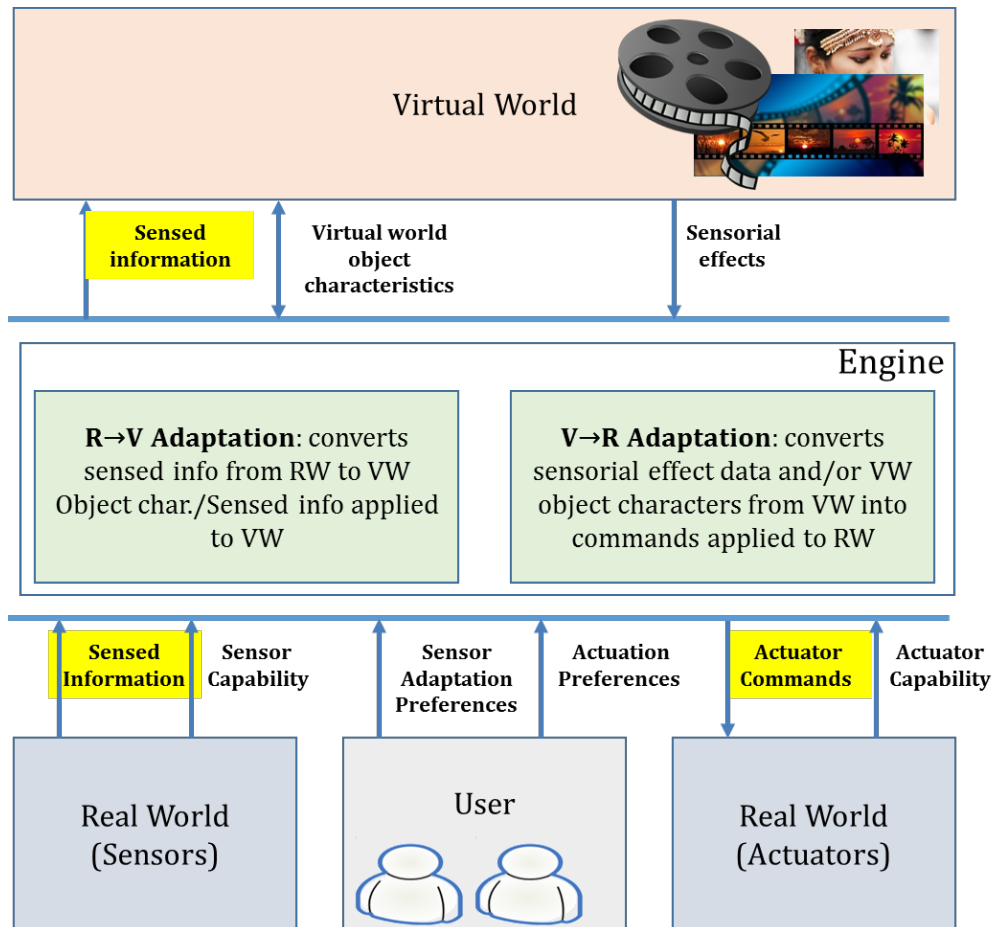 Virtual World
Sensed
information
Virtual world
object
characteristics
Sensorial
effects
Engine
R→V Adaptation: converts
sensed info from RW to VW
Object char./Sensed info applied
to VW
V→R Adaptation: converts
sensorial effect data and/or VW
object characters from VW into
commands applied to RW
Sensed
Information
Sensor
Capability
Sensor
Adaptation
Preferences
Actuation
Preferences
Actuator
Commands
Actuator
Capability
Real World
(Sensors)
User
Real World
(Actuators)